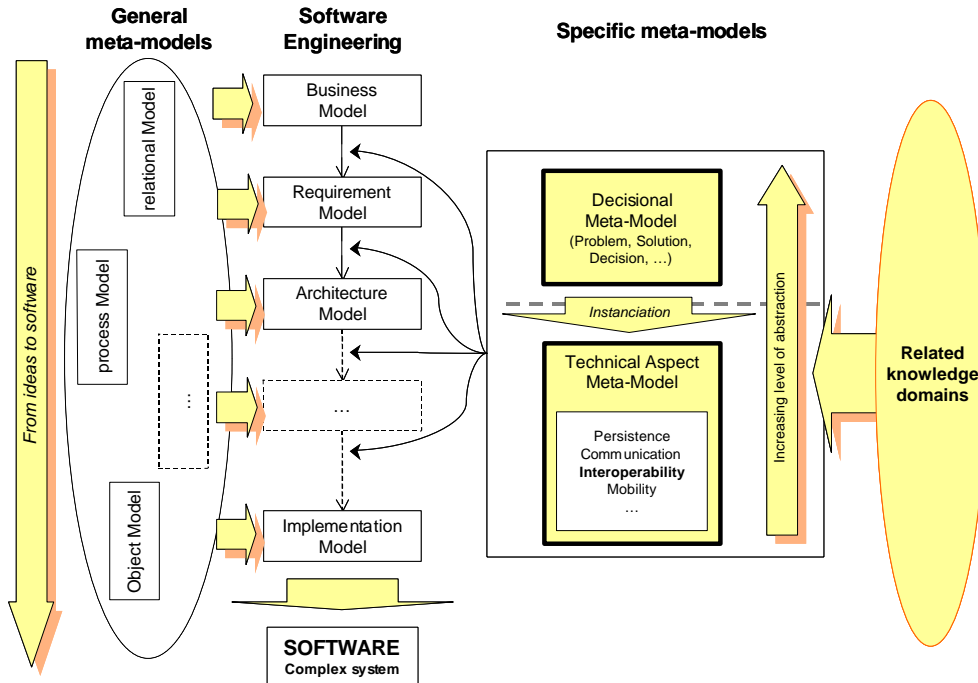 General
meta-models
Software
Engineering
Specific meta-models
From ideas to software
relational Model
process Model
...
Object Model
Business
Model
Requirement
Model
Architecture
Model
...
Implementation
Model
SOFTWARE
Complex system
Decisional
Meta-Model
(Problem, Solution,
Decision, ...)
Instanciation
Technical Aspect
Meta-Model
Persistence
Communication
Interoperability
Mobility
...
Increasing level of abstraction
Related
knowledge
domains